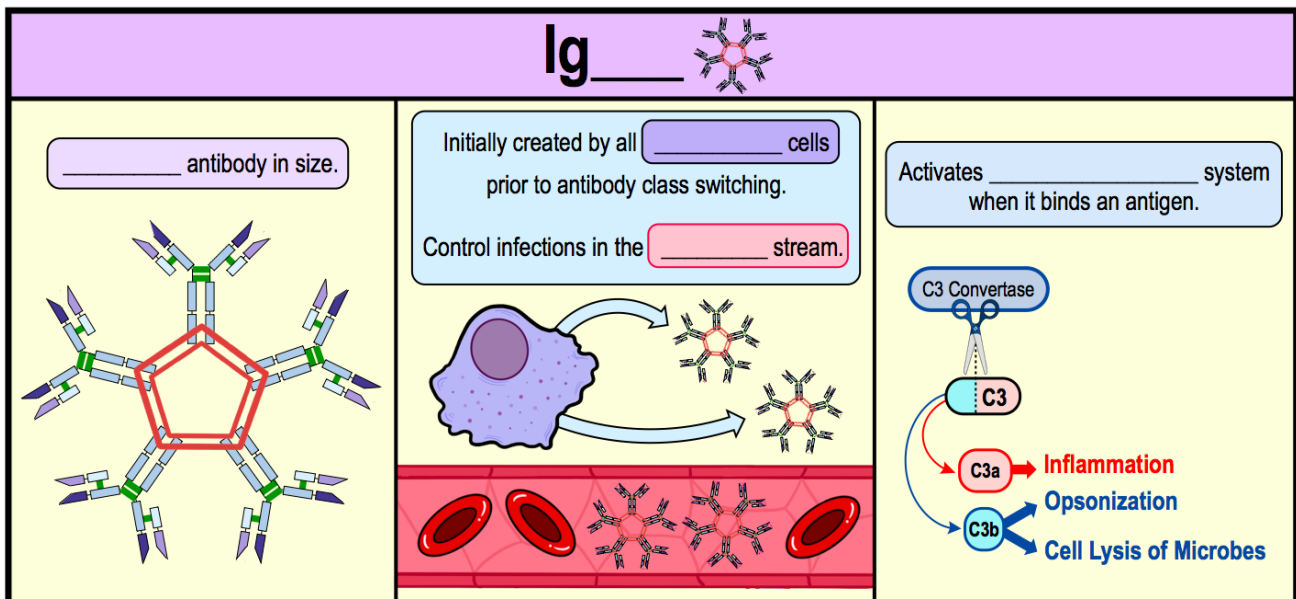 Ig____
__________ antibody in size.
Initially created by all ___________ cells
prior to antibody class switching.
Control infections in the _________ stream.
Activates _________________ system
when it binds an antigen.
C3 Convertase
C3
C3a
Inflammation
Opsonization
C3b
Cell Lysis of Microbes